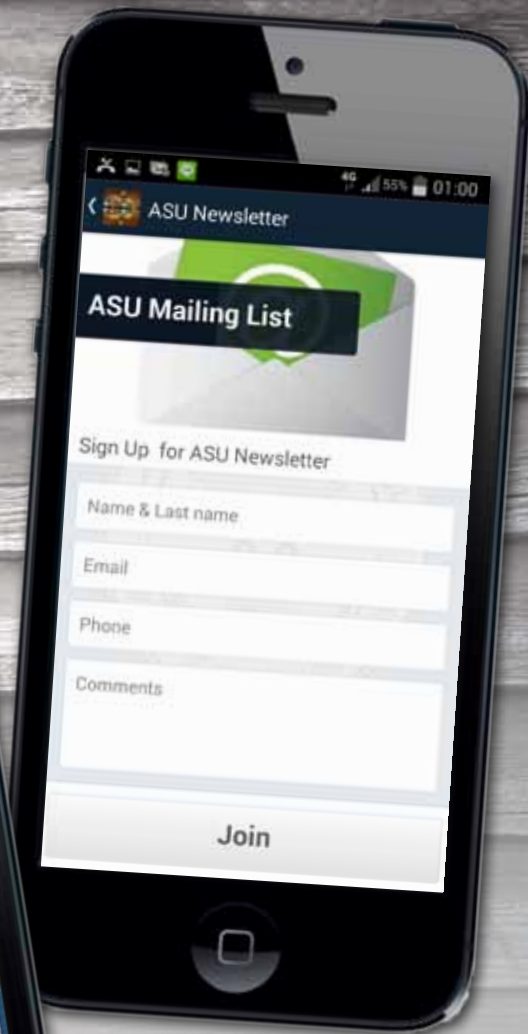 4G 55% 01:00
ASU Newsletter
ASU Mailing List
Sign Up for ASU Newsletter
Name & Last name
Email
Phone
Comments
Join